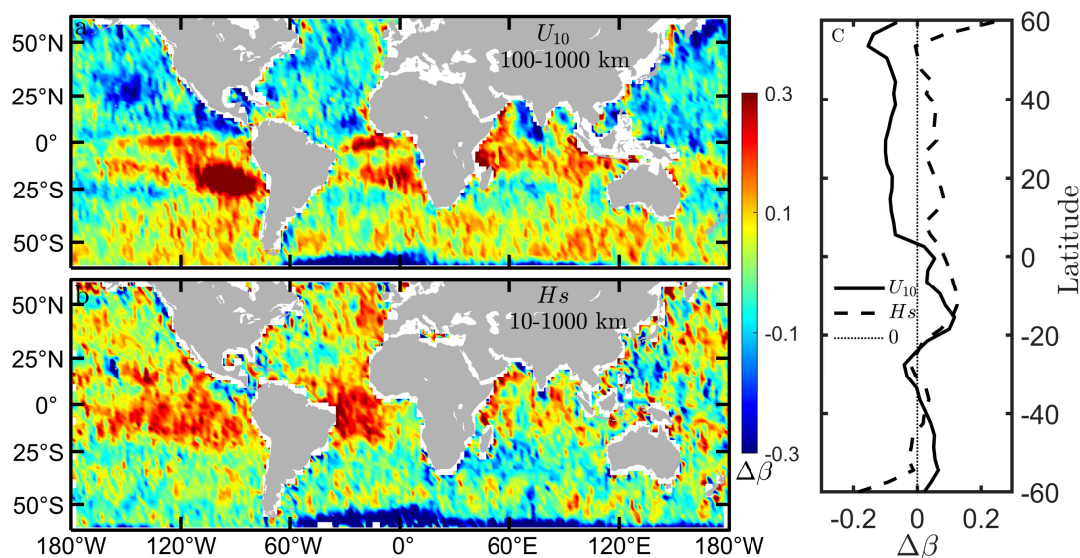 a
U10
100-1000 km
50°N
25°N
0°
25°S
50°S
b
Hs
10-1000 km
50°N
25°N
0°
25°S
50°S
180°W
120°W
60°W
0°
60°E
120°E
180°W
0.3
0.1
-0.1
-0.3
Δβ
C
U10
Hs
0
60
40
20
0
-20
-40
-60
Latitude
-0.2
0
0.2
Δβ